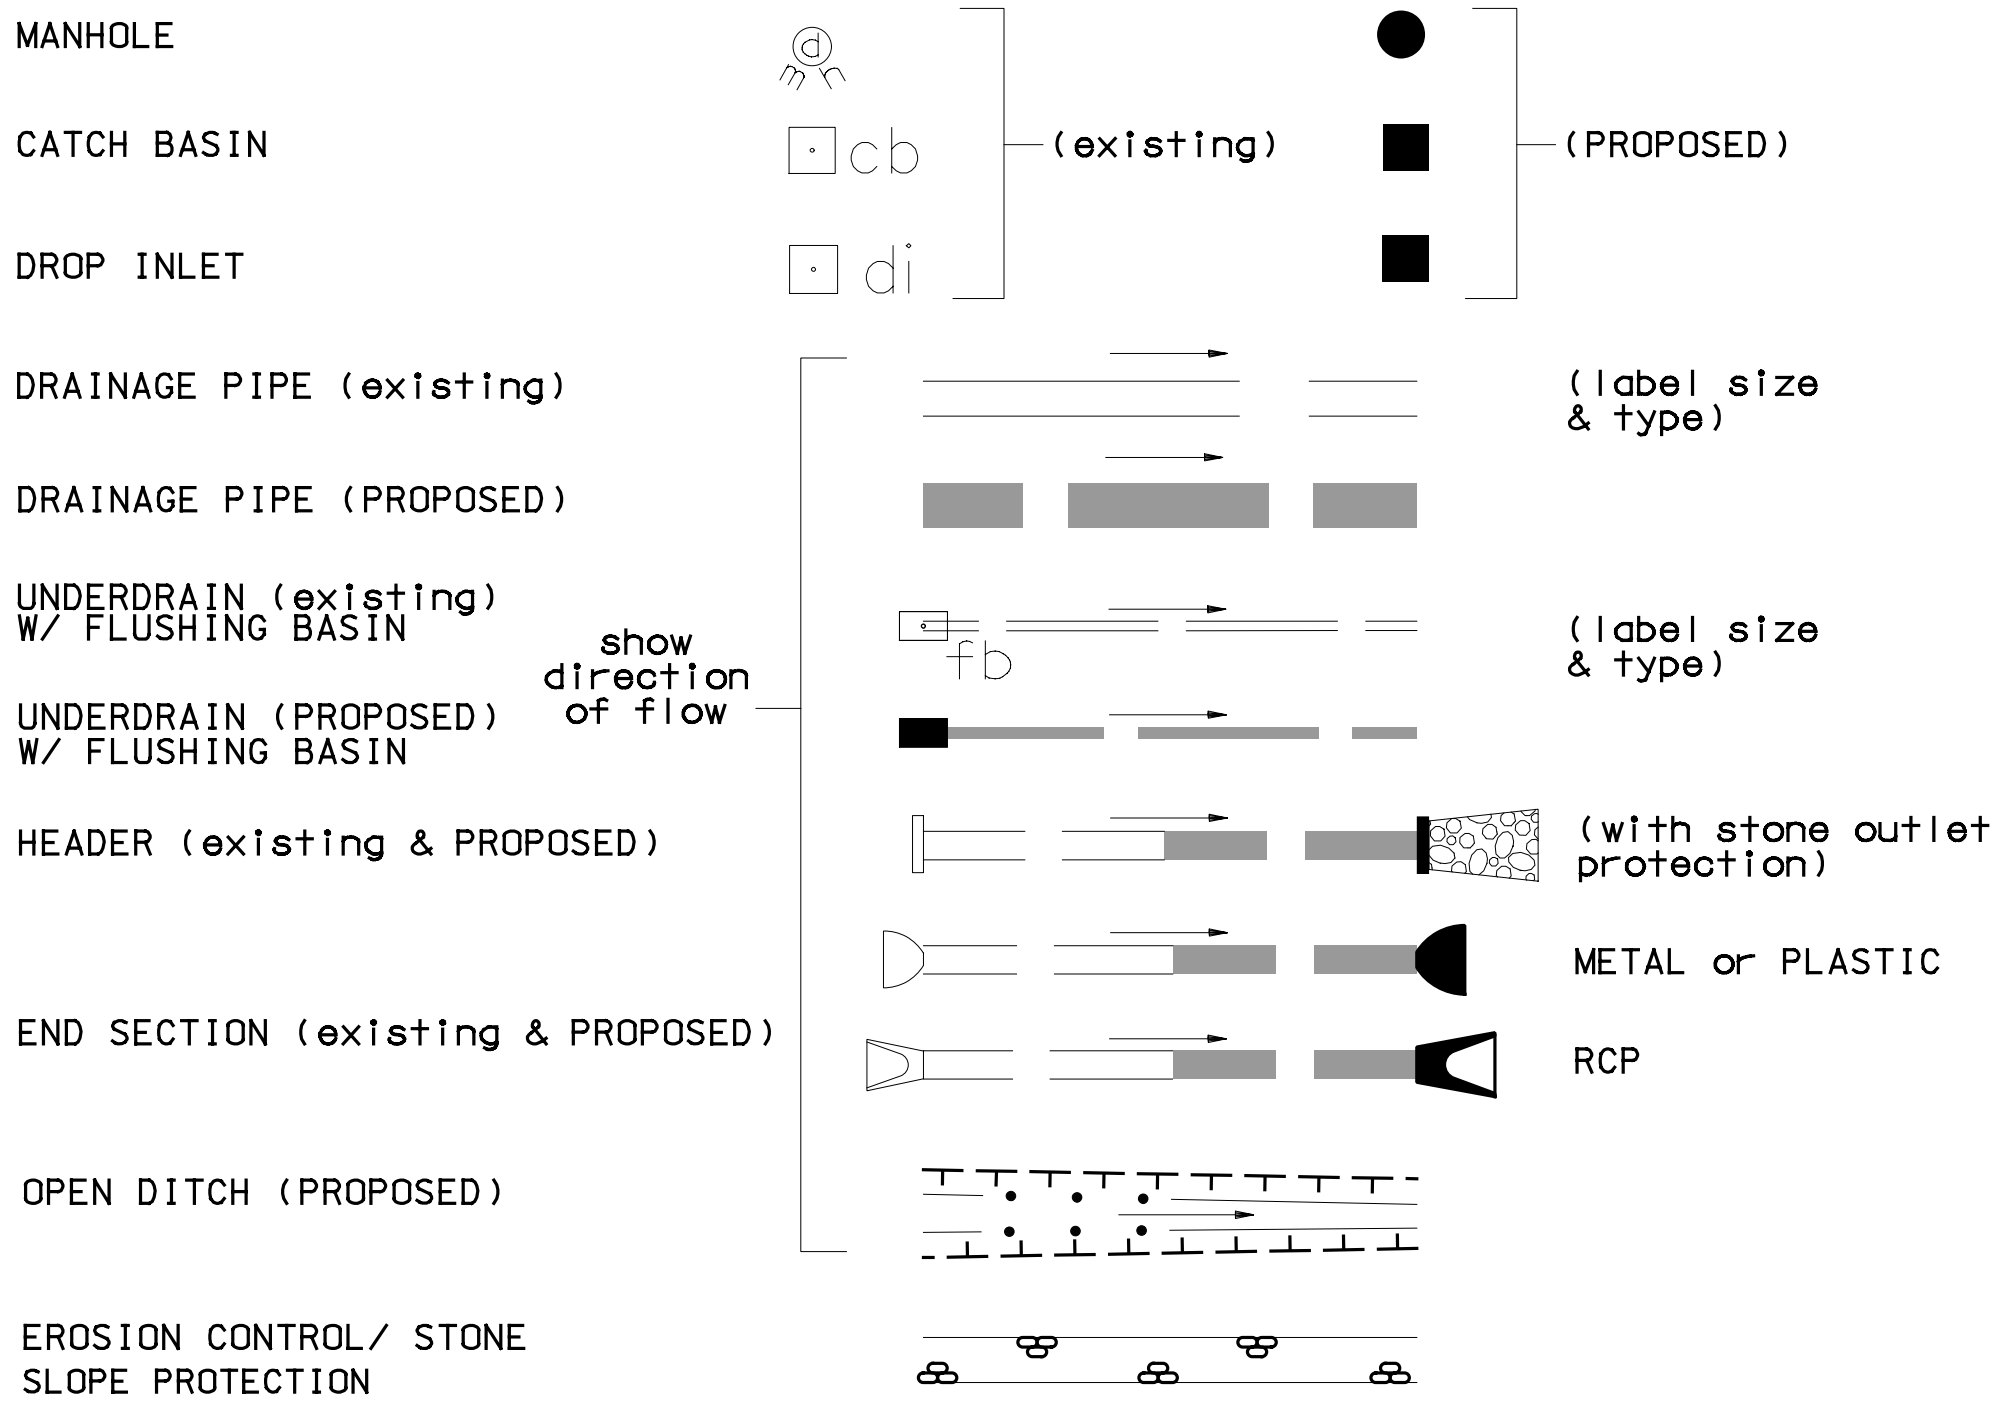 MANHOLE
d
mh
CATCH BASIN
cb
(existing)
(PROPOSED)
DROP INLET
di
DRAINAGE PIPE (existing)
(label size
& type)
DRAINAGE PIPE (PROPOSED)
UNDERDRAIN (existing)
W/ FLUSHING BASIN
fb
(label size
& type)
show
direction
of flow
UNDERDRAIN (PROPOSED)
W/ FLUSHING BASIN
HEADER (existing & PROPOSED)
(with stone outlet
protection)
METAL or PLASTIC
END SECTION (existing & PROPOSED)
RCP
OPEN DITCH (PROPOSED)
EROSION CONTROL/ STONE
SLOPE PROTECTION